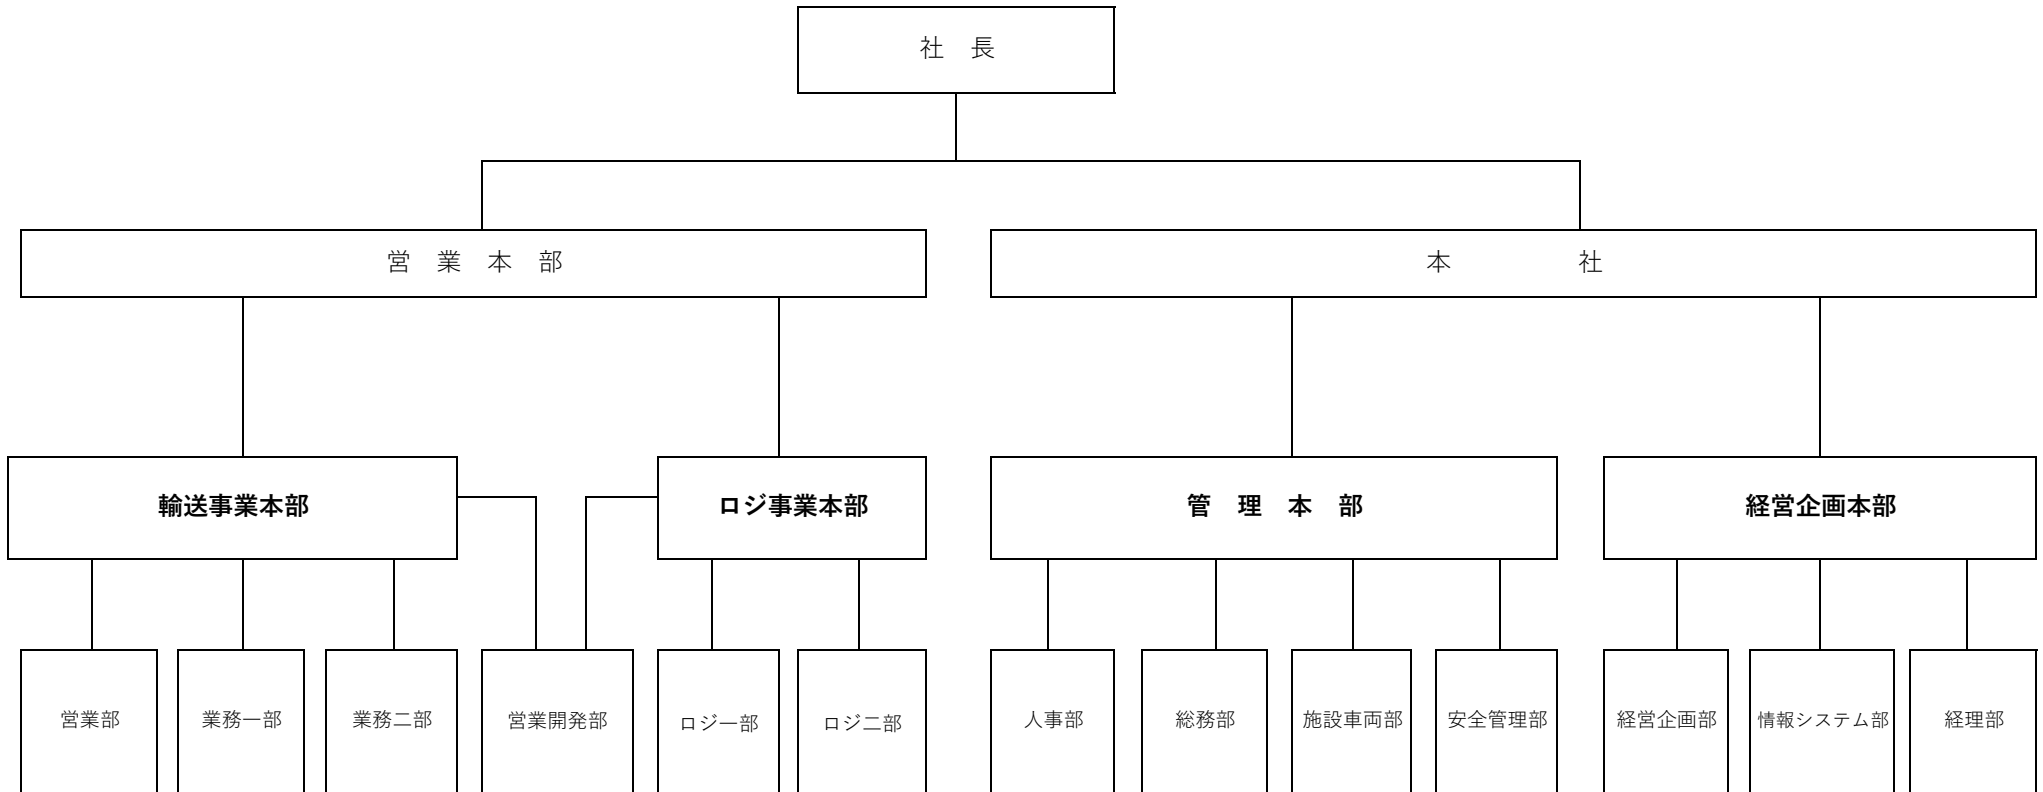 社　長
営　業　本　部
本　　　　　社
輸送事業本部
ロジ事業本部
管　理　本　部
経営企画本部
営業部
業務一部
業務二部
営業開発部
ロジ一部
ロジ二部
人事部
総務部
施設車両部
安全管理部
経営企画部
情報システム部
経理部